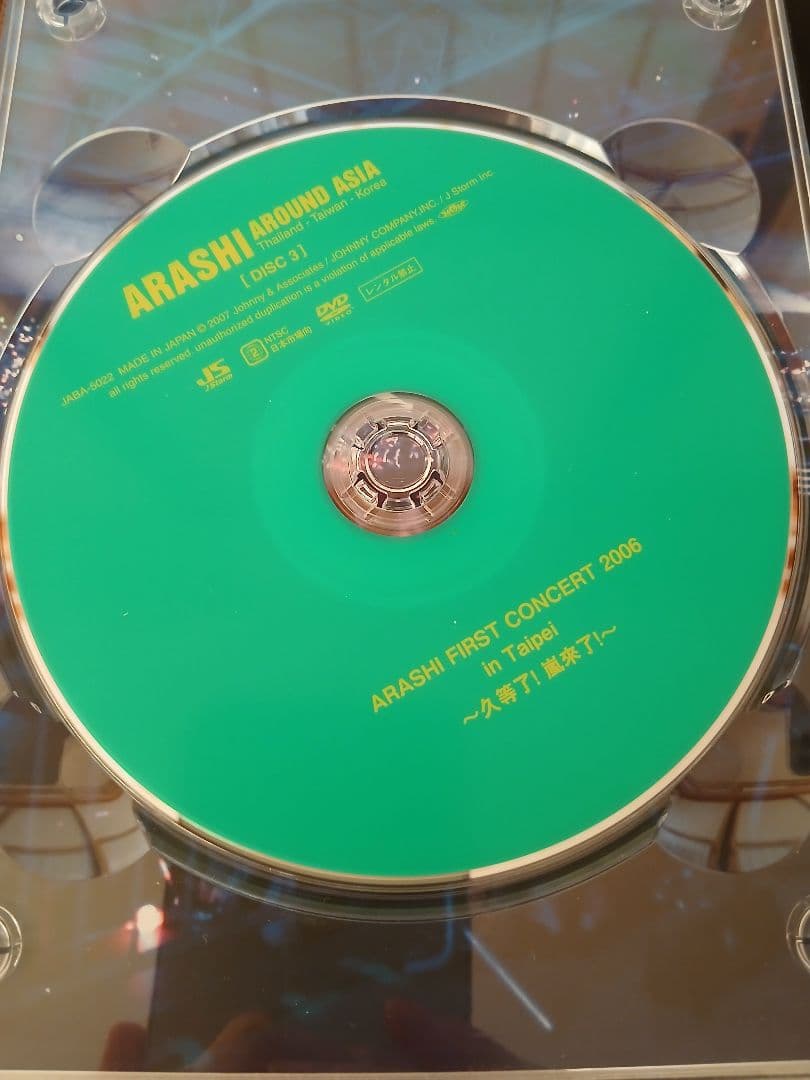 ARASHI AROUND ASIA
Thailand - Taiwan - Korea
[ DISC 3 ]
JABA-5022 MADE IN JAPAN © 2007 Johnny & Associates / JOHNNY COMPANY.INC. / J Storm Inc.
all rights reserved. unauthorized duplication is a violation of applicable laws.
JS
JStorm
2
NTSC
日本市場向
DVD
VIDEO
レンタル禁止
ARASHI FIRST CONCERT 2006
in Taipei
～久等了! 嵐來了!～